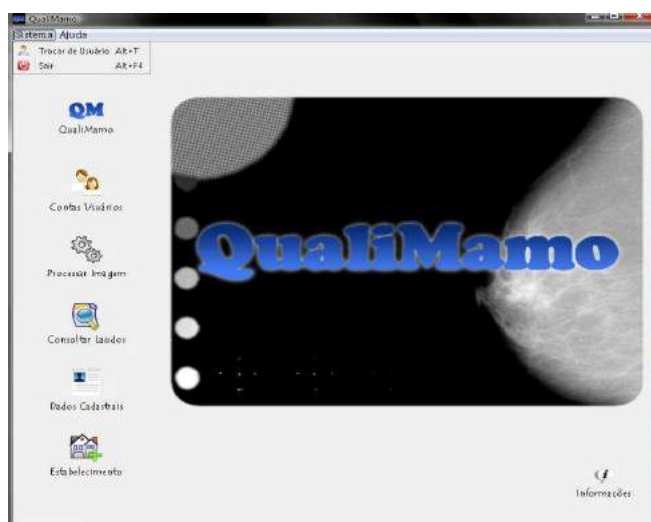 QualiMamo
Sistema Ajuda
Trocar de Usuário Alt+T
Sair Alt+F4
QM
QualiMamo
Contas Usuários
Processar Imagem
Consultar Laudos
Dados Cadastrais
Estabelecimento
QualiMamo
Informações